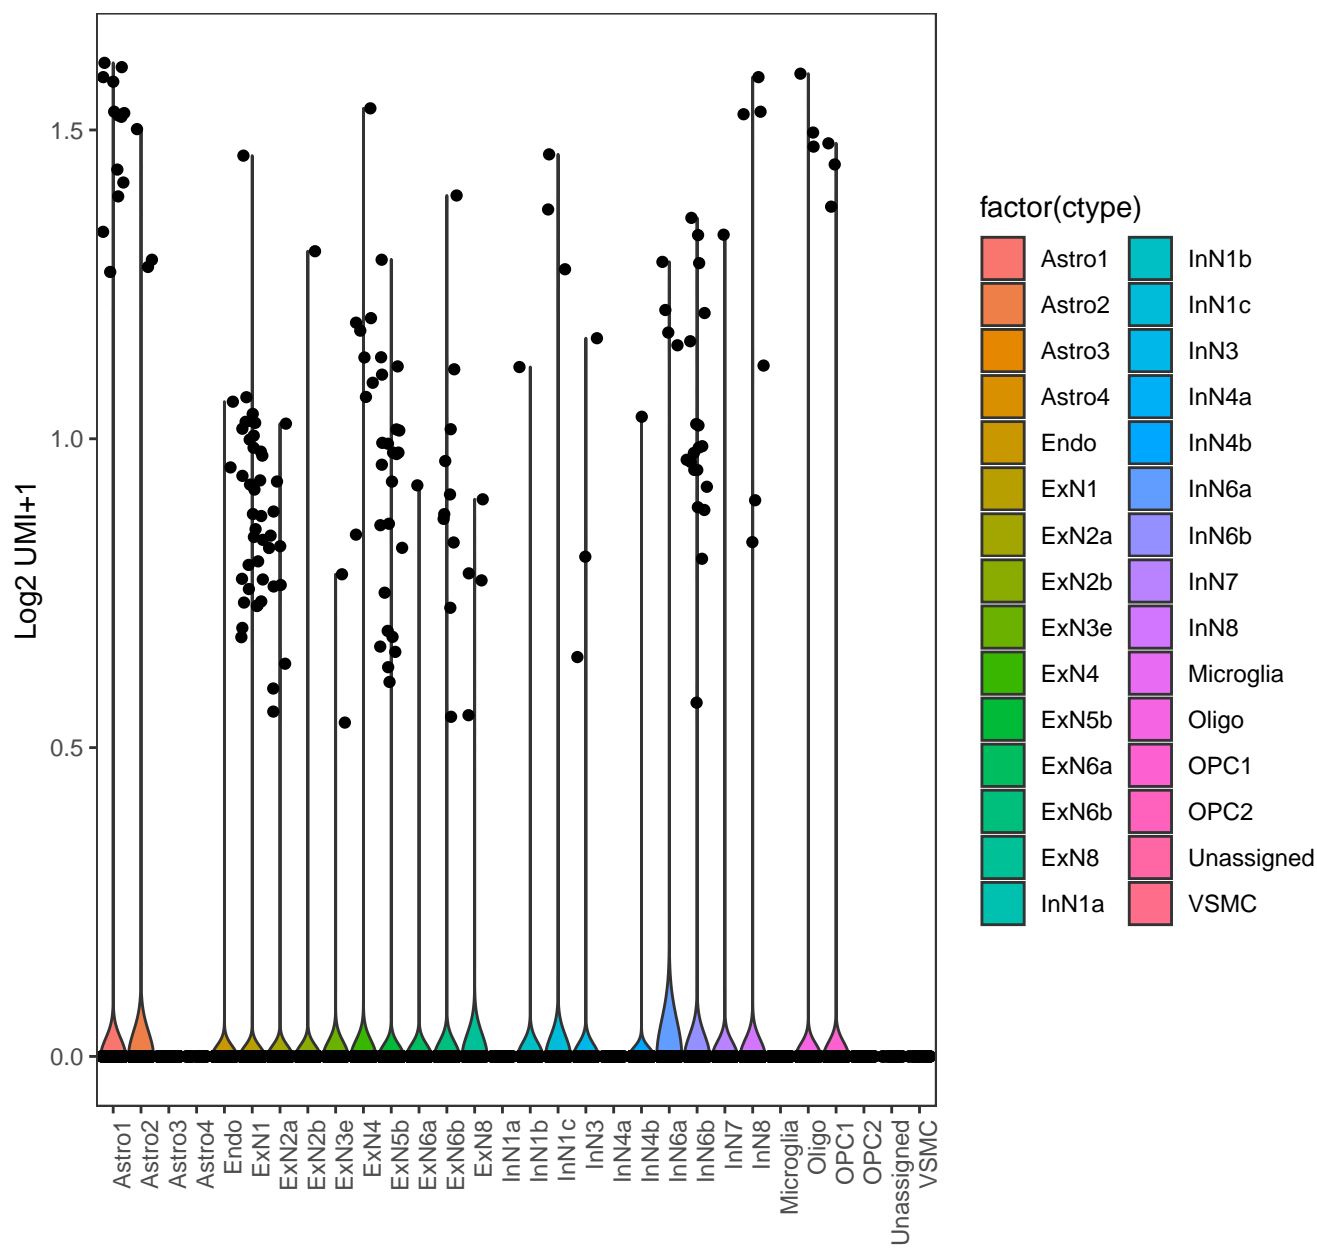 Log2 UMI+1
1.5
1.0
0.5
0.0
Astro1
Astro2
Astro3
Astro4
Endo
ExN1
ExN2a
ExN2b
ExN3e
ExN4
ExN5b
ExN6a
ExN6b
ExN8
InN1a
InN1b
InN1c
InN3
InN4a
InN4b
InN6a
InN6b
InN7
InN8
Microglia
Oligo
OPC1
OPC2
Unassigned
VSMC
factor(ctype)
Astro1
Astro2
Astro3
Astro4
Endo
ExN1
ExN2a
ExN2b
ExN3e
ExN4
ExN5b
ExN6a
ExN6b
ExN8
InN1a
InN1b
InN1c
InN3
InN4a
InN4b
InN6a
InN6b
InN7
InN8
Microglia
Oligo
OPC1
OPC2
Unassigned
VSMC